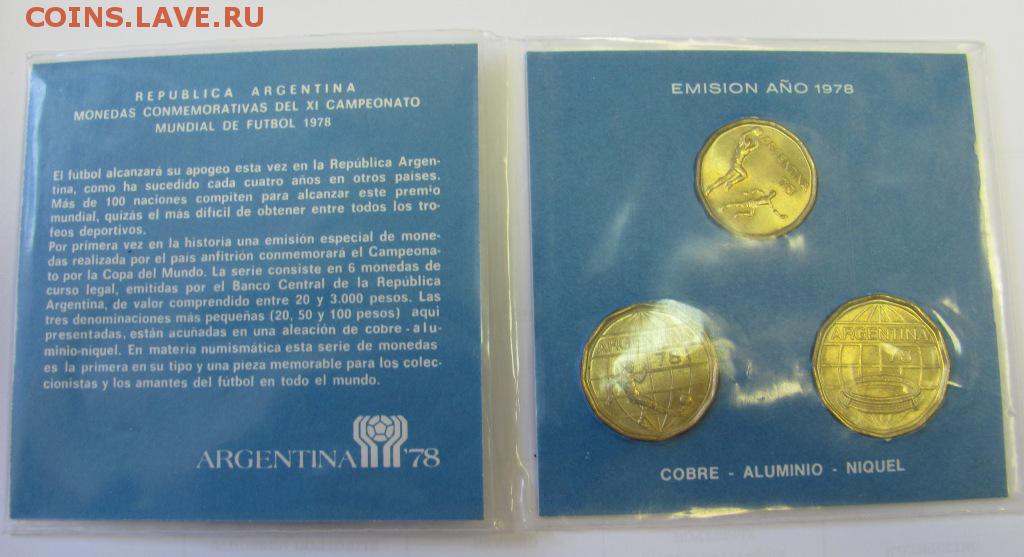 COINS.LAVE.RU
REPUBLICA ARGENTINA
MONEDAS CONMEMORATIVAS DEL XI CAMPEONATO
MUNDIAL DE FUTBOL 1978
El futbol alcanzará su apogeo esta vez en la República Argen-
tina, como ha sucedido cada cuatro años en otros países.
Más de 100 naciones compiten para alcanzar este premio
mundial, quizás el más difícil de obtener entre todos los tro-
feos deportivos.
Por primera vez en la historia una emisión especial de mone-
das realizada por el país anfitrión conmemorará el Campeona-
to por la Copa del Mundo. La serie consiste en 6 monedas de
curso legal, emitidas por el Banco Central de la República
Argentina, de valor comprendido entre 20 y 3.000 pesos. Las
tres denominaciones más pequeñas (20, 50 y 100 pesos) aquí
presentadas, están acuñadas en una aleación de cobre-alu-
minio-niquel. En materia numismática esta serie de monedas
es la primera en su tipo y una pieza memorable para los colec-
cionistas y los amantes del fútbol en todo el mundo.
ARGENTINA '78
EMISION AÑO 1978
ARGENTINA
78
ARGENTINA
78
ARGENTINA
78
COBRE - ALUMINIO - NIQUEL